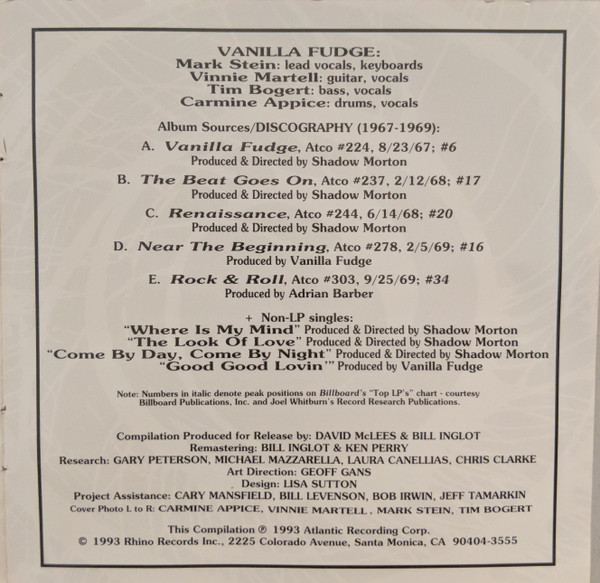 VANILLA FUDGE:
Mark Stein: lead vocals, keyboards
Vinnie Martell: guitar, vocals
Tim Bogert: bass, vocals
Carmine Appice: drums, vocals
Album Sources/DISCOGRAPHY (1967-1969):
A. Vanilla Fudge, Atco #224, 8/23/67; #6
Produced & Directed by Shadow Morton
B. The Beat Goes On, Atco #237, 2/12/68; #17
Produced & Directed by Shadow Morton
C. Renaissance, Atco #244, 6/14/68; #20
Produced & Directed by Shadow Morton
D. Near The Beginning, Atco #278, 2/5/69; #16
Produced by Vanilla Fudge
E. Rock & Roll, Atco #303, 9/25/69; #34
Produced by Adrian Barber
+ Non-LP singles:
"Where Is My Mind" Produced & Directed by Shadow Morton
"The Look Of Love" Produced & Directed by Shadow Morton
"Come By Day, Come By Night" Produced & Directed by Shadow Morton
"Good Good Lovin'" Produced by Vanilla Fudge
Note: Numbers in italic denote peak positions on Billboard's "Top LP's" chart - courtesy
Billboard Publications, Inc. and Joel Whitburn's Record Research Publications.
Compilation Produced for Release by: DAVID McLEES & BILL INGLOT
Remastering: BILL INGLOT & KEN PERRY
Research: GARY PETERSON, MICHAEL MAZZARELLA, LAURA CANELLIAS, CHRIS CLARKE
Art Direction: GEOFF GANS
Design: LISA SUTTON
Project Assistance: CARY MANSFIELD, BILL LEVENSON, BOB IRWIN, JEFF TAMARKIN
Cover Photo L to R: CARMINE APPICE, VINNIE MARTELL, MARK STEIN, TIM BOGERT
This Compilation ℗ 1993 Atlantic Recording Corp.
© 1993 Rhino Records Inc., 2225 Colorado Avenue, Santa Monica, CA 90404-3555